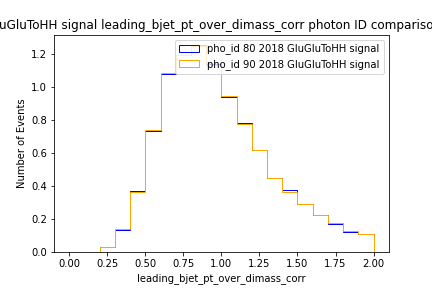 uGluToHH signal leading_bjet_pt_over_dimass_corr photon ID compariso
pho_id 80 2018 GluGluToHH signal
pho_id 90 2018 GluGluToHH signal
Number of Events
1.2
1.0
0.8
0.6
0.4
0.2
0.0
0.00 0.25 0.50 0.75 1.00 1.25 1.50 1.75 2.00
leading_bjet_pt_over_dimass_corr